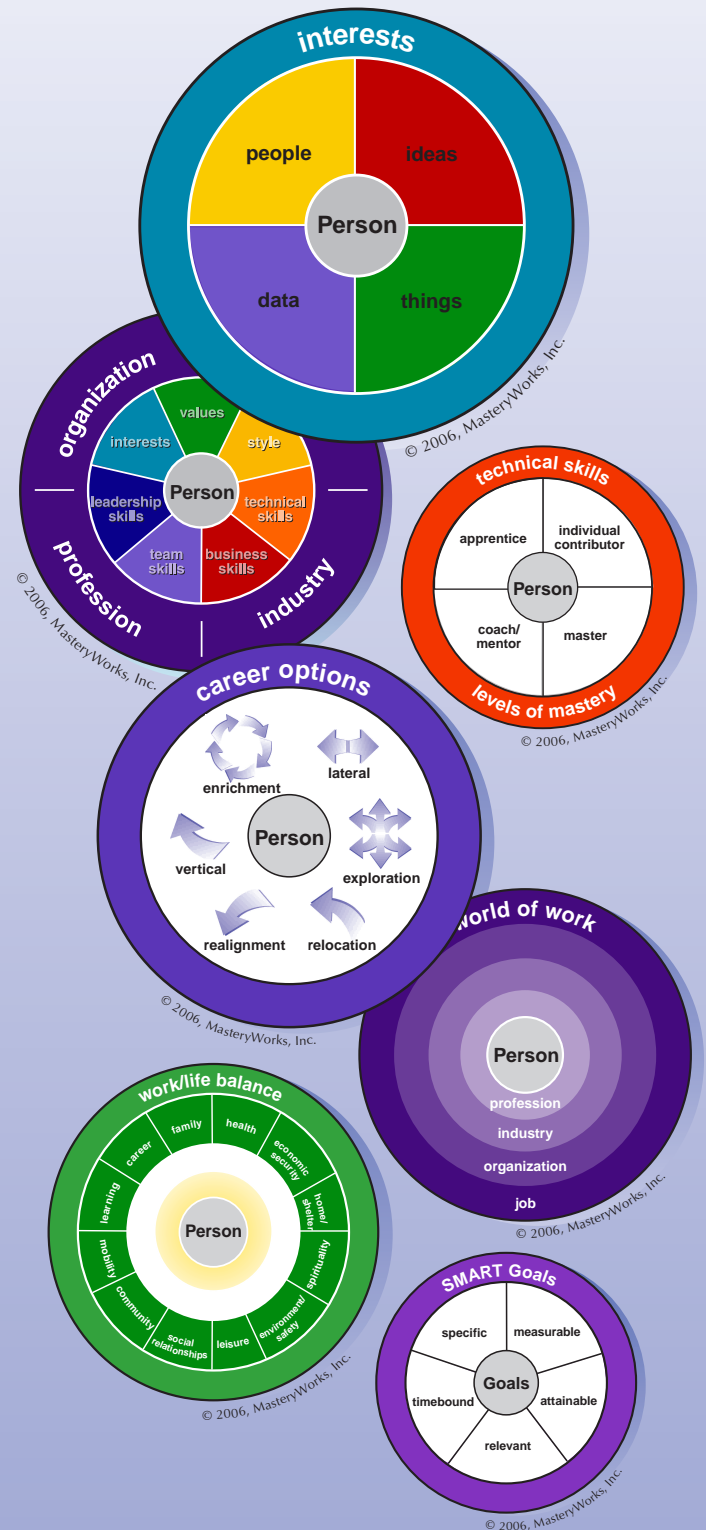 interests
people
ideas
Person
data
things
© 2006, MasteryWorks, Inc.
organization
values
interests
style
Person
leadership
skills
technical
skills
team
skills
business
skills
profession
industry
© 2006, MasteryWorks, Inc.
technical skills
apprentice
individual
contributor
Person
coach/
mentor
master
levels of mastery
© 2006, MasteryWorks, Inc.
career options
enrichment
lateral
Person
vertical
exploration
realignment
relocation
© 2006, MasteryWorks, Inc.
world of work
Person
profession
industry
organization
job
© 2006, MasteryWorks, Inc.
work/life balance
family
health
career
economic
security
learning
home/
shelter
Person
mobility
spirituality
community
environment/
safety
social
relationships
leisure
© 2006, MasteryWorks, Inc.
SMART Goals
specific
measurable
Goals
timebound
attainable
relevant
© 2006, MasteryWorks, Inc.